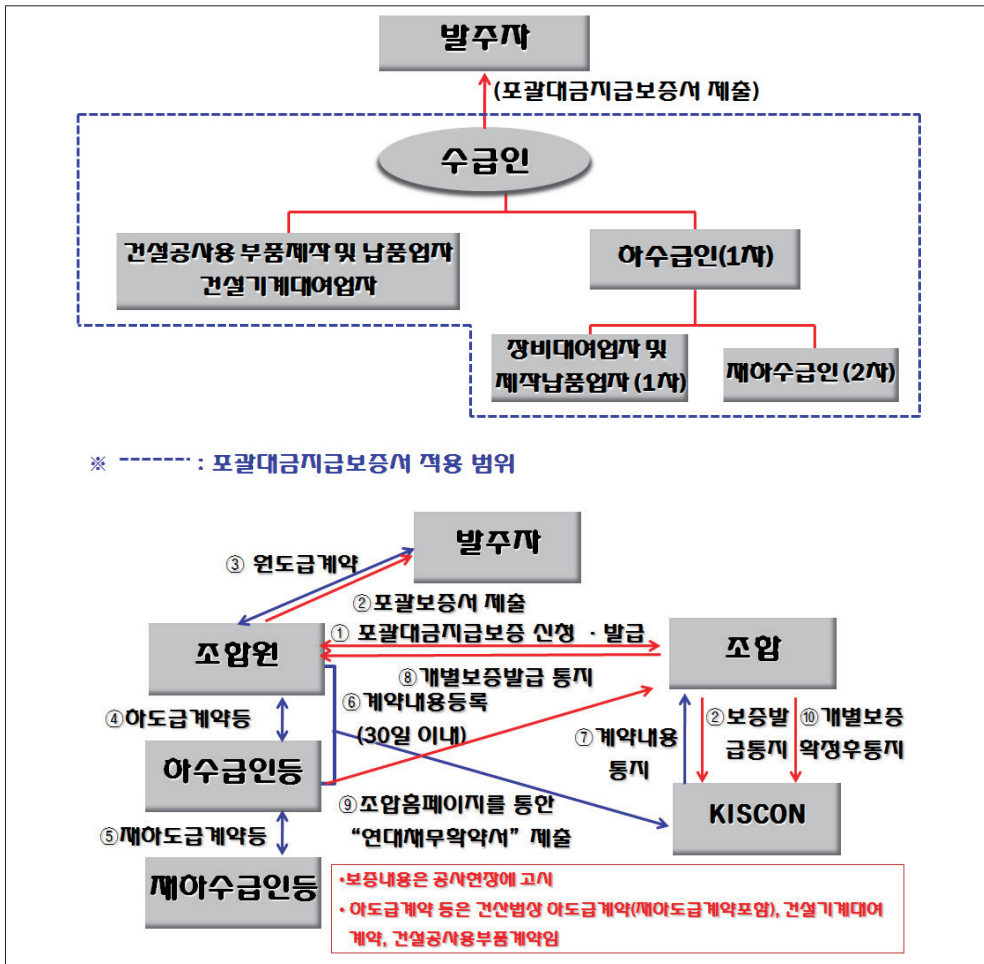 발주자
(포괄대금지급보증서 제출)
수급인
건설공사용 부품제작 및 납품업자
건설기계대여업자
하수급인(1차)
장비대여업자 및
제작납품업자 (1차)
재하수급인 (2차)
※ ------- : 포괄대금지급보증서 적용 범위
발주자
③ 원도급계약
②포괄보증서 제출
① 포괄대금지급보증 신청 · 발급
조합원
조합
⑧개별보증발급 통지
⑥계약내용등록
(30일 이내)
④하도급계약등
⑦계약내용
통지
②보증발
급통지
⑩개별보증
확정후통지
하수급인등
⑨조합홈페이지를 통한
“연대채무확약서” 제출
KISCON
⑤재하도급계약등
재하수급인등
•보증내용은 공사현장에 고시
• 하도급계약 등은 건산법상 하도급계약(재하도급계약포함), 건설기계대여
계약, 건설공사용부품계약임